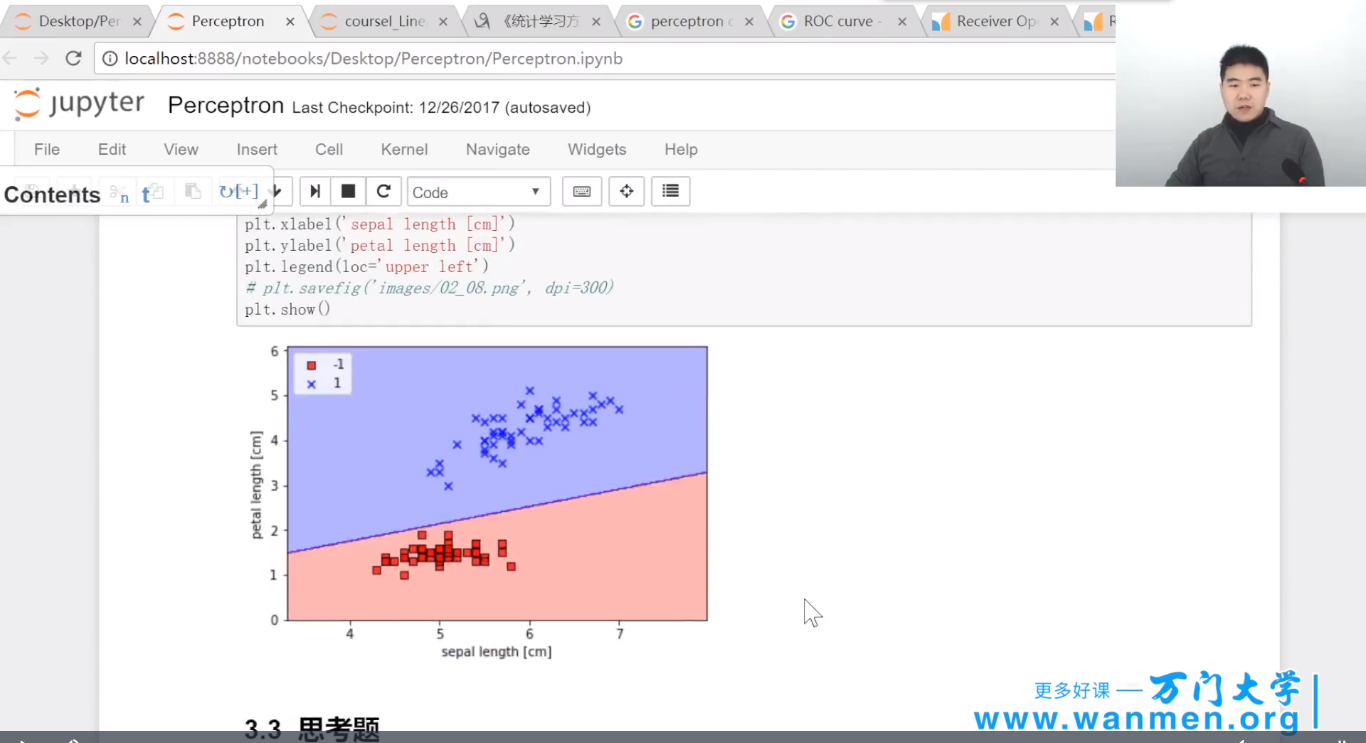 Desktop/Per
Perceptron
coursel_Line
《统计学习方
perceptron
ROC curve -
Receiver Op
localhost:8888/notebooks/Desktop/Perceptron/Perceptron.ipynb
jupyter Perceptron Last Checkpoint: 12/26/2017 (autosaved)
File Edit View Insert Cell Kernel Navigate Widgets Help
Contents n t [+] Code
plt.xlabel('sepal length [cm]')
plt.ylabel('petal length [cm]')
plt.legend(loc='upper left')
# plt.savefig('images/02_08.png', dpi=300)
plt.show()
6
5
4
3
2
1
0
-1
1
petal length [cm]
4 5 6 7
sepal length [cm]
3.3 思考题
更多好课 — 万门大学
www.wanmen.org